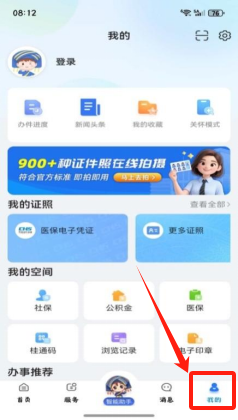 08:12
76
我的
登录
办件进度
新闻头条
我的收藏
关怀模式
900+种证件照在线拍摄
符合官方标准 即拍即用
马上去拍
我的证照
查看全部>
医保电子凭证
更多证照
我的空间
社保
公积金
医保
桂通码
浏览记录
电子印章
办事推荐
首页
服务
智能助手
消息
我的